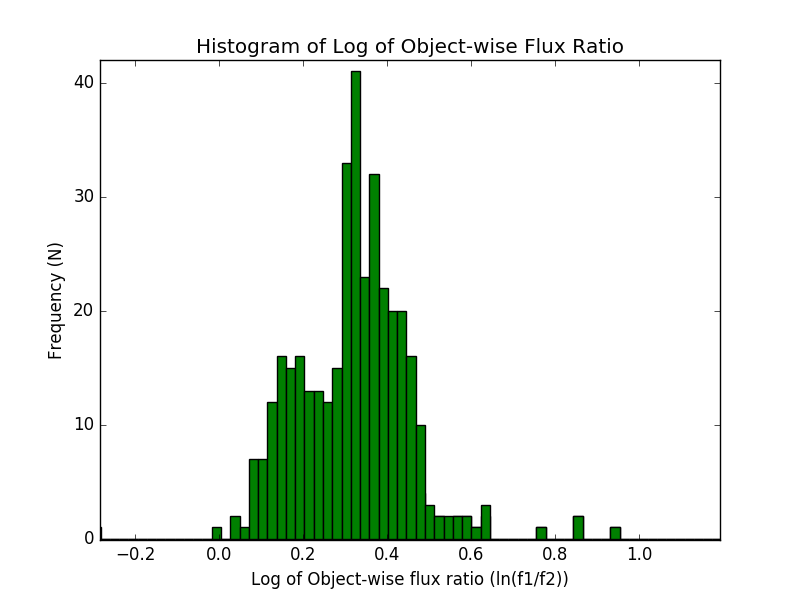 Histogram of Log of Object-wise Flux Ratio
40
30
20
10
0
Frequency (N)
−0.2 0.0 0.2 0.4 0.6 0.8 1.0
Log of Object-wise flux ratio (ln(f1/f2))